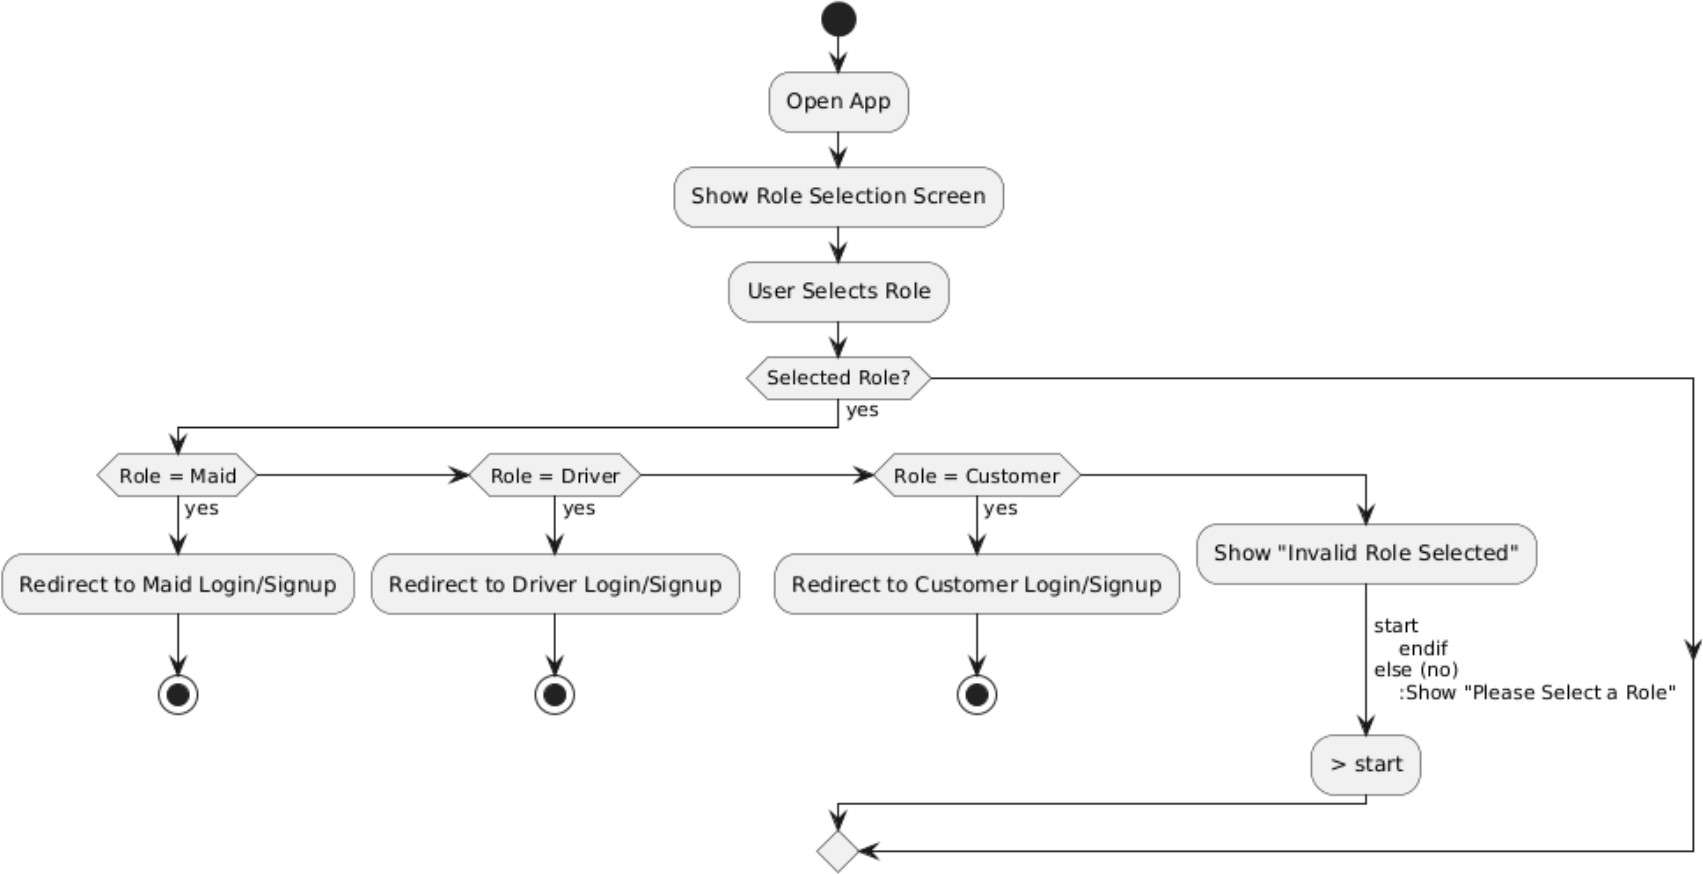 Open App
Show Role Selection Screen
User Selects Role
Selected Role?
yes
Role = Maid
Role = Driver
Role = Customer
yes
yes
yes
Show "Invalid Role Selected"
Redirect to Maid Login/Signup
Redirect to Driver Login/Signup
Redirect to Customer Login/Signup
start
endif
else (no)
:Show "Please Select a Role"
> start